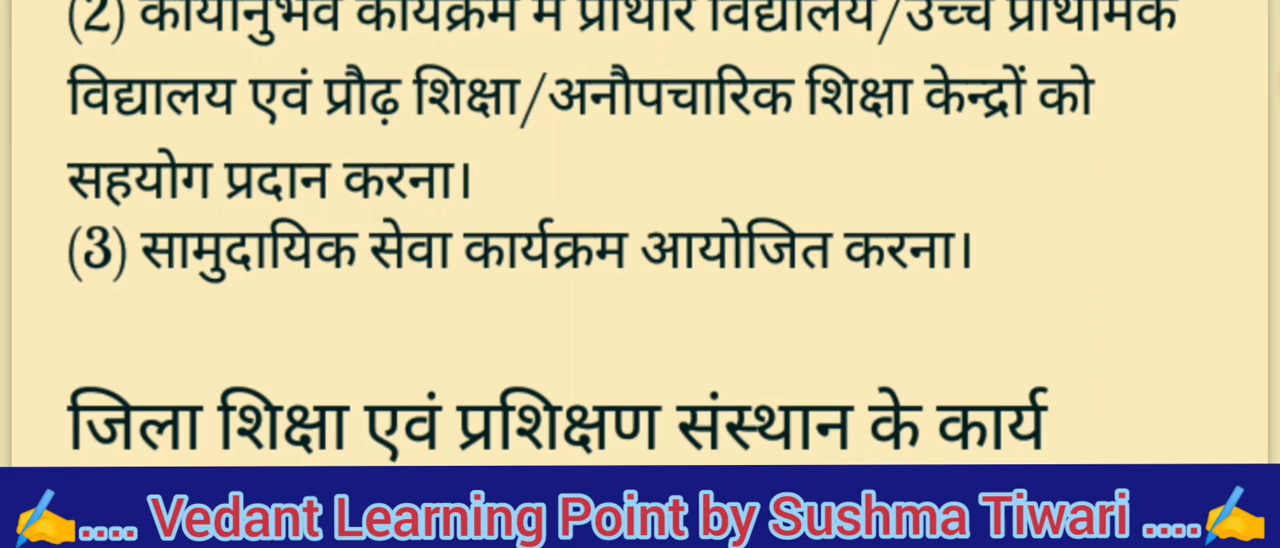 (2) कार्यानुभव कार्यक्रम में प्राथमिक विद्यालय/उच्च प्राथमिक
विद्यालय एवं प्रौढ़ शिक्षा/अनौपचारिक शिक्षा केन्द्रों को
सहयोग प्रदान करना।
(3) सामुदायिक सेवा कार्यक्रम आयोजित करना।
जिला शिक्षा एवं प्रशिक्षण संस्थान के कार्य
✍️.... Vedant Learning Point by Sushma Tiwari ....✍️